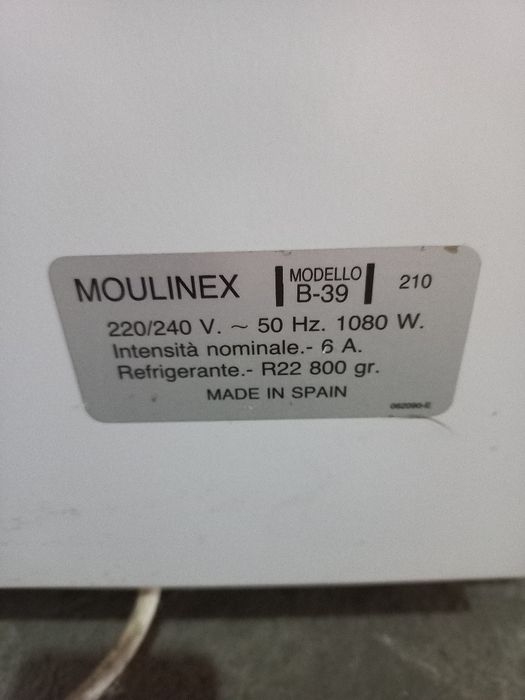 MOULINEX
MODELLO
B-39
210
220/240 V. ~ 50 Hz. 1080 W.
Intensità nominale.- 6 A.
Refrigerante.- R22 800 gr.
MADE IN SPAIN
062090-E